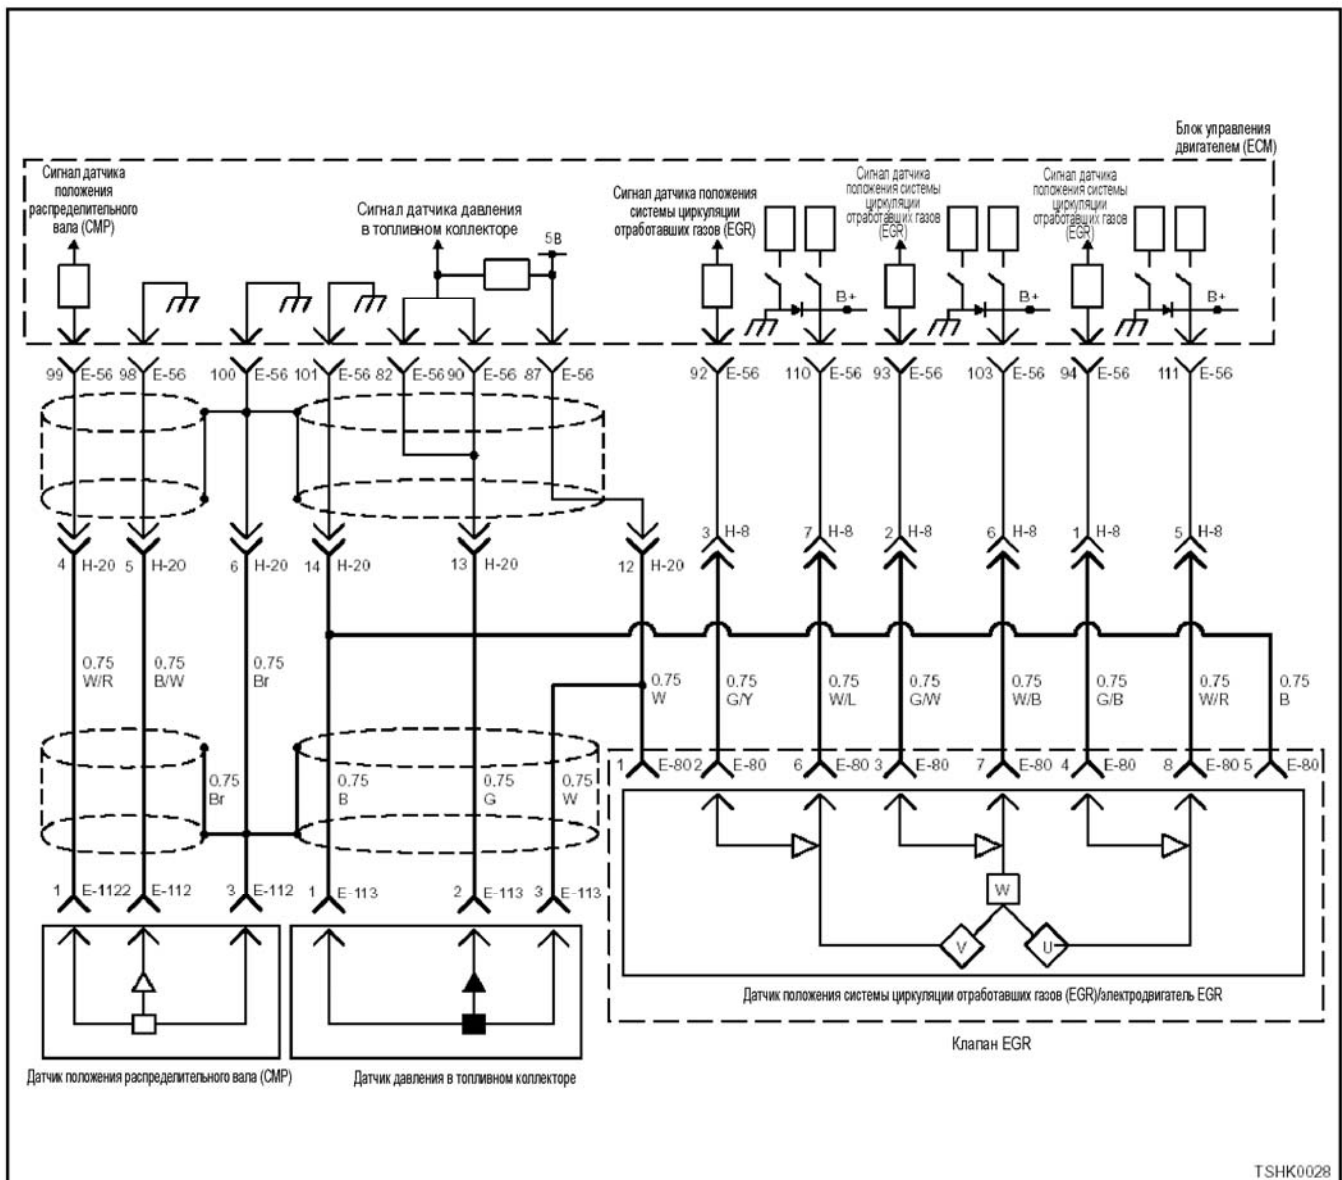 Блок управления
двигателем (ECM)
Сигнал датчика
положения
распределительного
вала (CMP)
Сигнал датчика давления
в топливном коллекторе
5В
Сигнал датчика положения
системы циркуляции
отработавших газов (EGR)
Сигнал датчика
положения системы
циркуляции
отработавших газов
(EGR)
Сигнал датчика
положения системы
циркуляции
отработавших газов
(EGR)
B+ B+ B+
99 E-56 98 E-56 100 E-56 101 E-56 82 E-56 90 E-56 87 E-56 92 E-56 110 E-56 93 E-56 103 E-56 94 E-56 111 E-56
3 H-8 7 H-8 2 H-8 6 H-8 1 H-8 5 H-8
4 H-20 5 H-20 6 H-20 14 H-20 13 H-20 12 H-20
0.75 0.75 0.75
W/R B/W Br
0.75 0.75 0.75 0.75 0.75 0.75 0.75 0.75
W G/Y W/L G/W W/B G/B W/R B
1 E-80 2 E-80 6 E-80 3 E-80 7 E-80 4 E-80 8 E-80 5 E-80
0.75 0.75 0.75 0.75
Br B G W
1 E-112 2 E-112 3 E-112 1 E-113 2 E-113 3 E-113
W
V U
Датчик положения системы циркуляции отработавших газов (EGR)/электродвигатель EGR
Клапан EGR
Датчик положения распределительного вала (CMP)
Датчик давления в топливном коллекторе
TSHK0028